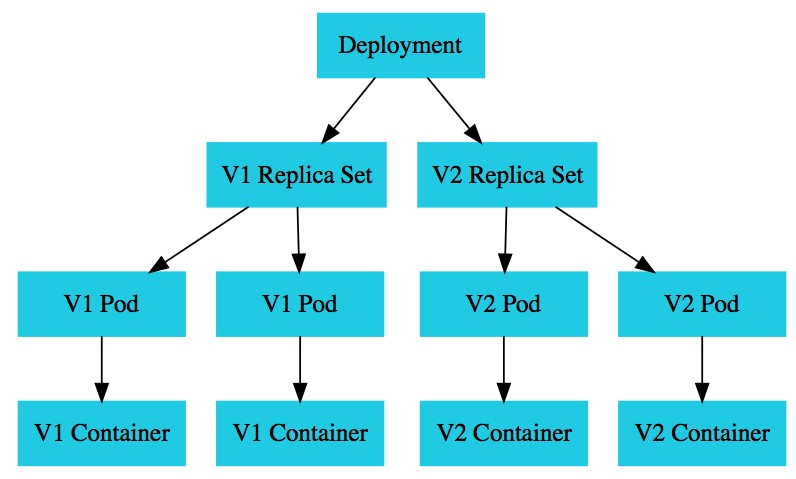 Deployment
V1 Replica Set
V2 Replica Set
V1 Pod
V1 Pod
V2 Pod
V2 Pod
V1 Container
V1 Container
V2 Container
V2 Container